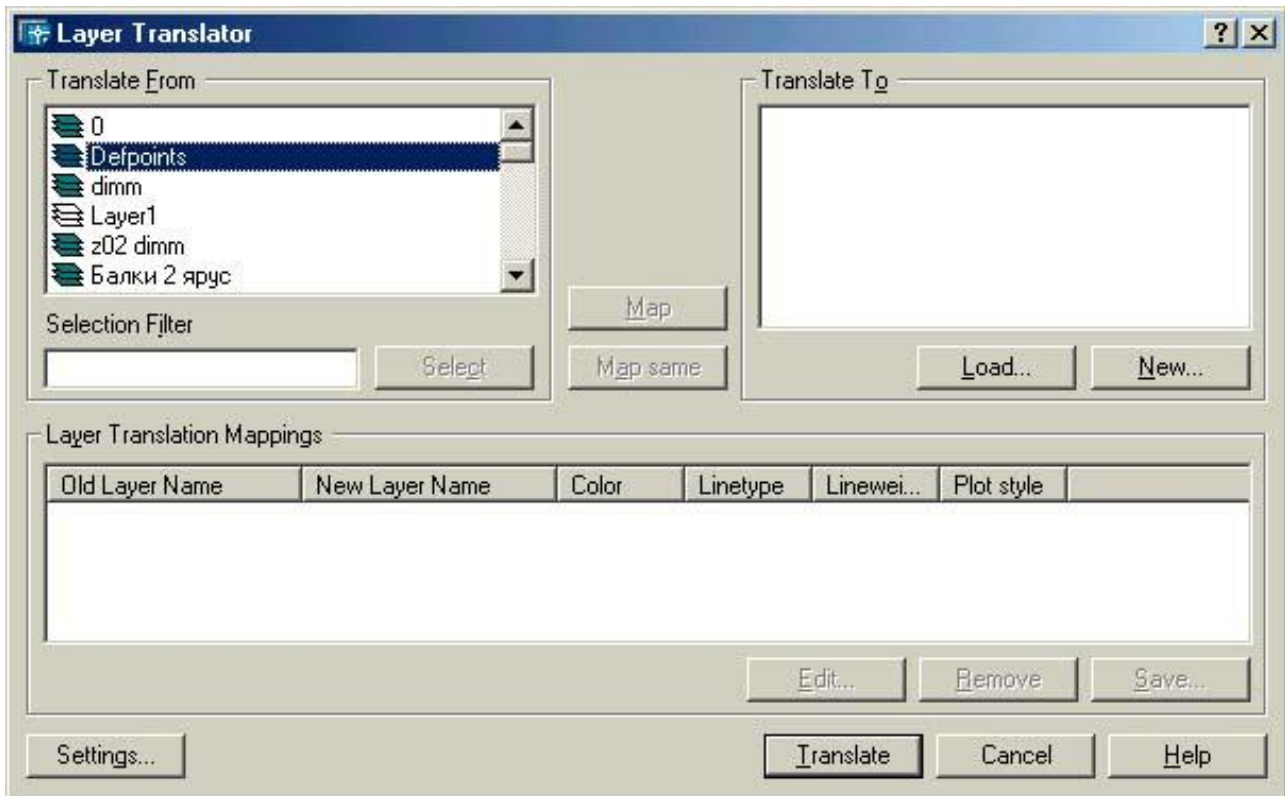 Layer Translator
Translate From
0
Defpoints
dimm
Layer1
z02 dimm
Балки 2 ярус
Selection Filter
Select
Map
Map same
Translate To
Load...
New...
Layer Translation Mappings
Old Layer Name New Layer Name Color Linetype Linewei... Plot style
Edit... Remove Save...
Settings... Translate Cancel Help